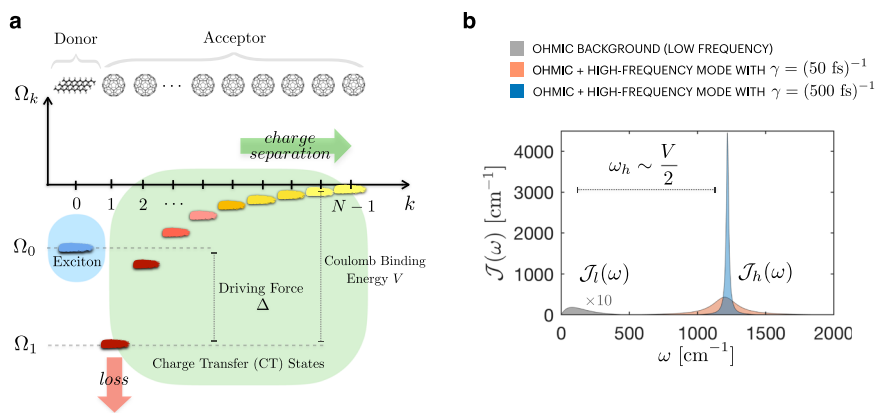 a
Donor
Acceptor
Ω_k
...
charge
separation
0
1
2
...
N − 1
k
Ω_0
Exciton
Driving Force
Δ
Coulomb Binding
Energy V
Ω_1
Charge Transfer (CT) States
loss
b
OHMIC BACKGROUND (LOW FREQUENCY)
OHMIC + HIGH-FREQUENCY MODE WITH γ = (50 fs)^{-1}
OHMIC + HIGH-FREQUENCY MODE WITH γ = (500 fs)^{-1}
4000
3000
2000
1000
0
𝒥(ω) [cm^{-1}]
ω_h ∼ V/2
𝒥_l(ω)
×10
𝒥_h(ω)
0
500
1000
1500
2000
ω [cm^{-1}]